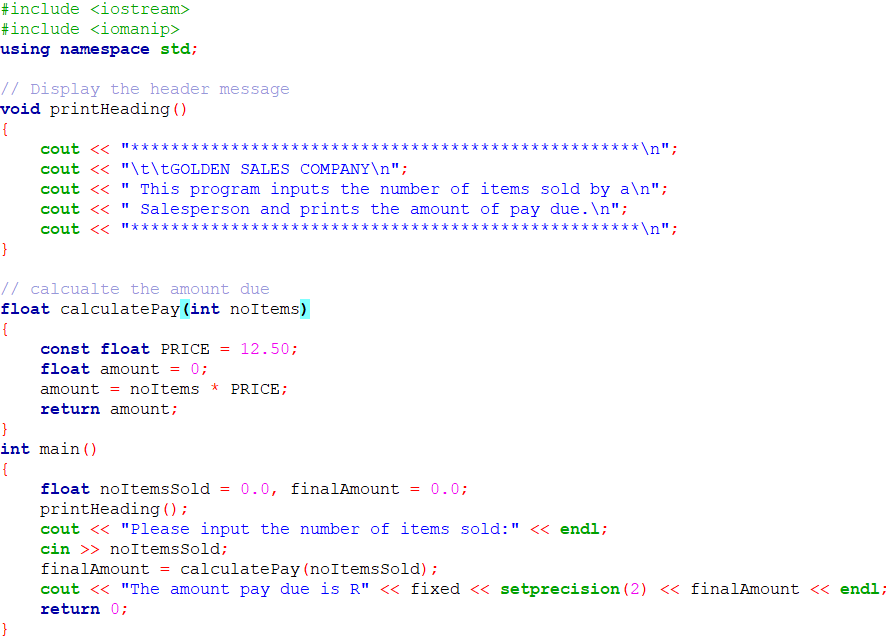 #include <iostream>
#include <iomanip>
using namespace std;

// Display the header message
void printHeading()
{
    cout << "***************************************************\n";
    cout << "\t\tGOLDEN SALES COMPANY\n";
    cout << " This program inputs the number of items sold by a\n";
    cout << " Salesperson and prints the amount of pay due.\n";
    cout << "***************************************************\n";
}

// calcualte the amount due
float calculatePay(int noItems)
{
    const float PRICE = 12.50;
    float amount = 0;
    amount = noItems * PRICE;
    return amount;
}
int main()
{
    float noItemsSold = 0.0, finalAmount = 0.0;
    printHeading();
    cout << "Please input the number of items sold:" << endl;
    cin >> noItemsSold;
    finalAmount = calculatePay(noItemsSold);
    cout << "The amount pay due is R" << fixed << setprecision(2) << finalAmount << endl;
    return 0;
}